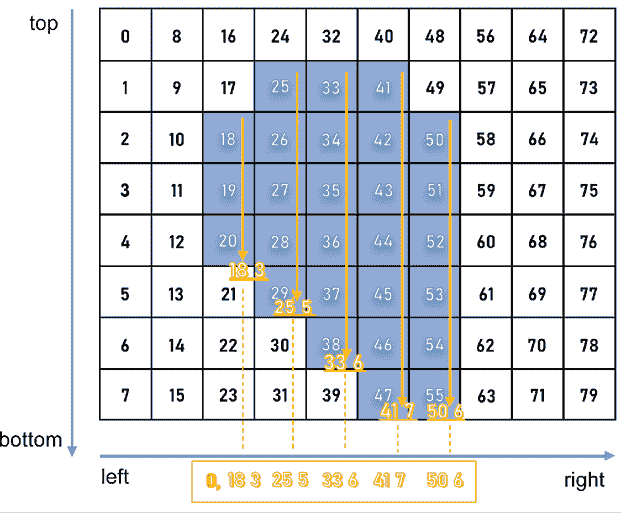 top
0 8 16 24 32 40 48 56 64 72
1 9 17 25 33 41 49 57 65 73
2 10 18 26 34 42 50 58 66 74
3 11 19 27 35 43 51 59 67 75
4 12 20 28 36 44 52 60 68 76
18 3
5 13 21 29 37 45 53 61 69 77
25 5
6 14 22 30 38 46 54 62 70 78
33 6
7 15 23 31 39 47 55 63 71 79
41 7 50 6
bottom
left right
0, 18 3 25 5 33 6 41 7 50 6